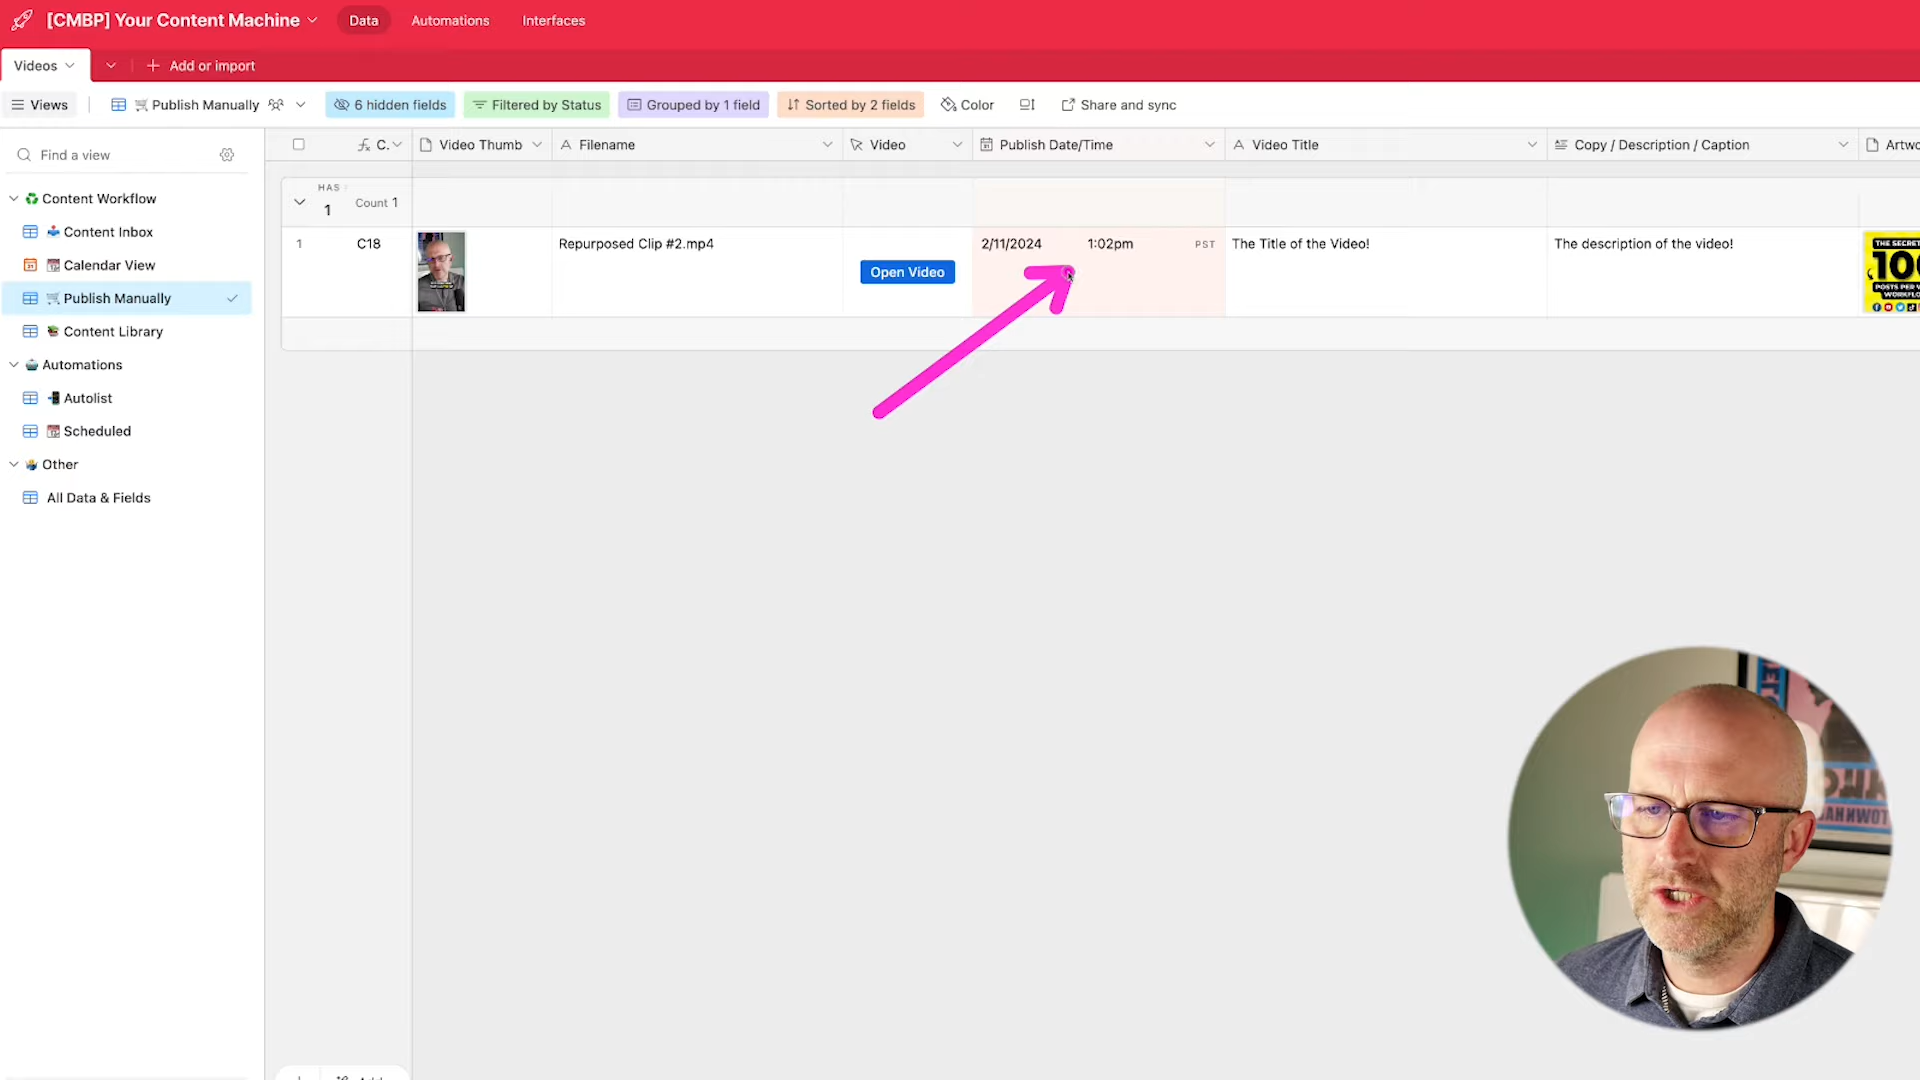 [CMBP] Your Content Machine Data Automations Interfaces
Videos Add or import
Views Publish Manually 6 hidden fields Filtered by Status Grouped by 1 field Sorted by 2 fields Color Share and sync
Find a view
C. Video Thumb Filename Video Publish Date/Time Video Title Copy / Description / Caption
HAS
1 Count 1
1 C18 Repurposed Clip #2.mp4 Open Video 2/11/2024 1:02pm PST The Title of the Video! The description of the video!
THE SECRET
POSTS PER
Content Workflow
Content Inbox
Calendar View
Publish Manually
Content Library
Automations
Autolist
Scheduled
Other
All Data & Fields